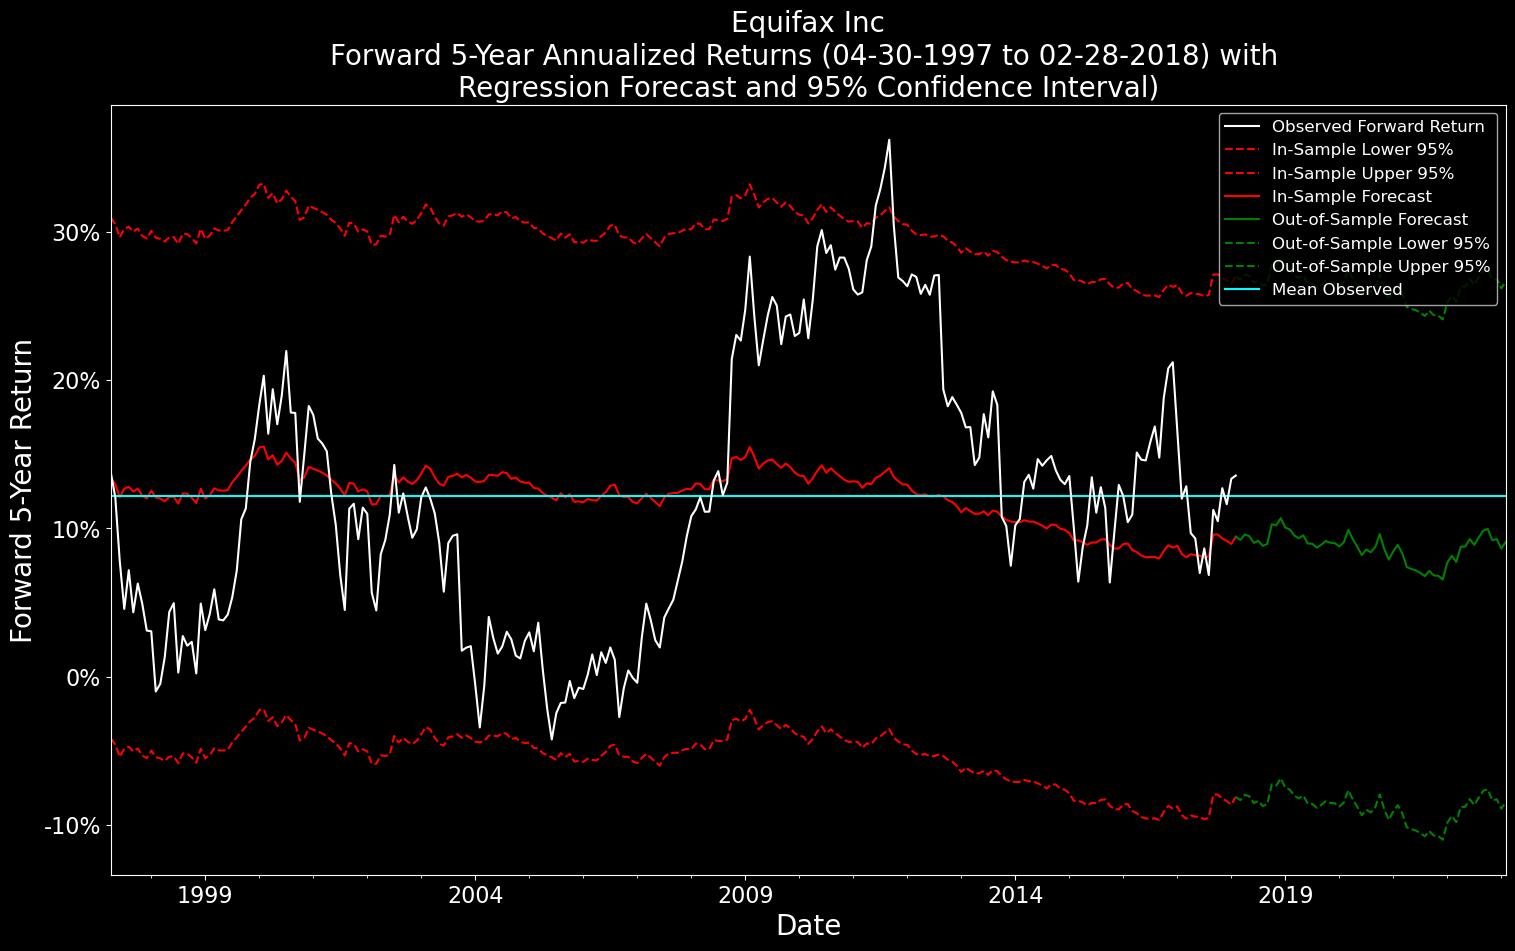 Equifax Inc
Forward 5-Year Annualized Returns (04-30-1997 to 02-28-2018) with
Regression Forecast and 95% Confidence Interval)
Observed Forward Return
In-Sample Lower 95%
In-Sample Upper 95%
In-Sample Forecast
Out-of-Sample Forecast
Out-of-Sample Lower 95%
Out-of-Sample Upper 95%
Mean Observed
Forward 5-Year Return
30%
20%
10%
0%
-10%
1999
2004
2009
2014
2019
Date